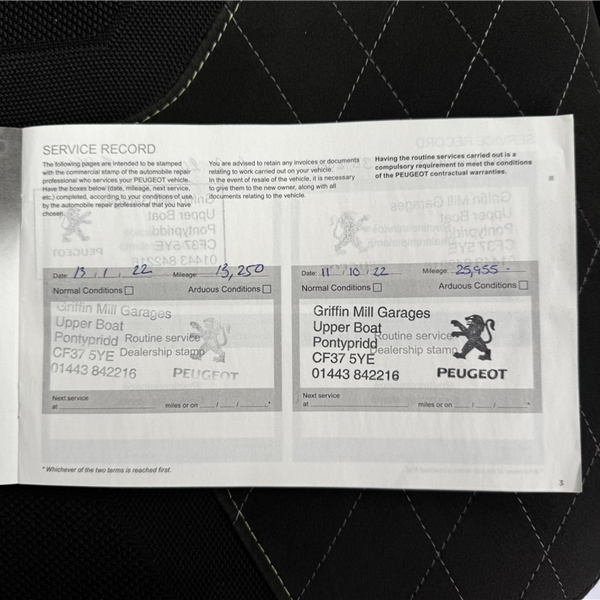 SERVICE RECORD
The following pages are intended to be stamped
with the commercial stamp of the automobile repair
professional who services your PEUGEOT vehicle.
Have the boxes below (date, mileage, next service,
etc.) completed, according to your conditions of use,
by the automobile repair professional that you have
chosen.
You are advised to retain any invoices or documents
relating to work carried out on your vehicle.
In the event of resale of the vehicle, it is necessary
to give them to the new owner, along with all
documents relating to the vehicle.
Having the routine services carried out is a
compulsory requirement to meet the conditions
of the PEUGEOT contractual warranties.
Date: 13 / 1 / 22 Mileage: 13,250
Normal Conditions Arduous Conditions
Griffin Mill Garages
Upper Boat
Pontypridd
CF37 5YE
01443 842216
Routine service
Dealership stamp
PEUGEOT
Next service
at miles or on / / *
Date: 11 / 10 / 22 Mileage: 25,955
Normal Conditions Arduous Conditions
Griffin Mill Garages
Upper Boat
Pontypridd
CF37 5YE
01443 842216
Routine service
Dealership stamp
PEUGEOT
Next service
at miles or on / / *
* Whichever of the two terms is reached first.
3